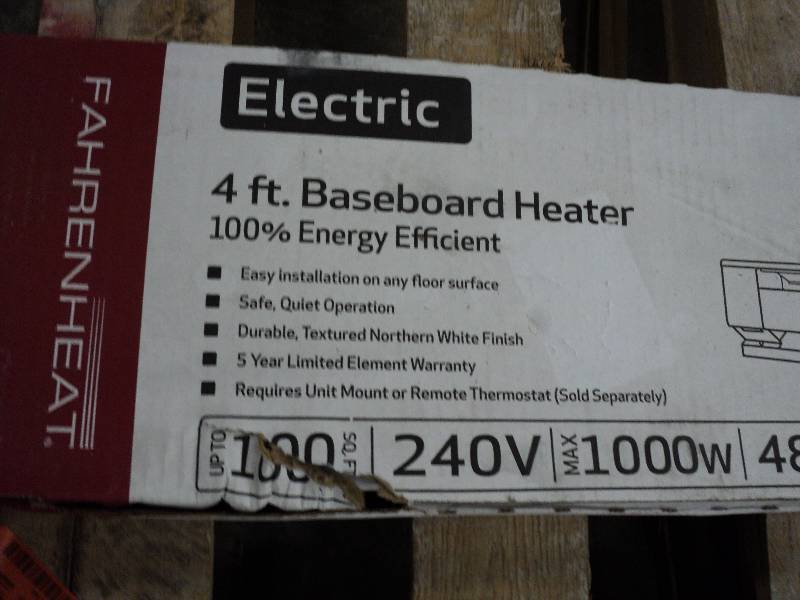 FAHRENHEAT
Electric
4 ft. Baseboard Heater
100% Energy Efficient
■ Easy installation on any floor surface
■ Safe, Quiet Operation
■ Durable, Textured Northern White Finish
■ 5 Year Limited Element Warranty
■ Requires Unit Mount or Remote Thermostat (Sold Separately)
UP TO 100 SQ.FT | 240V | MAX 1000W | 48